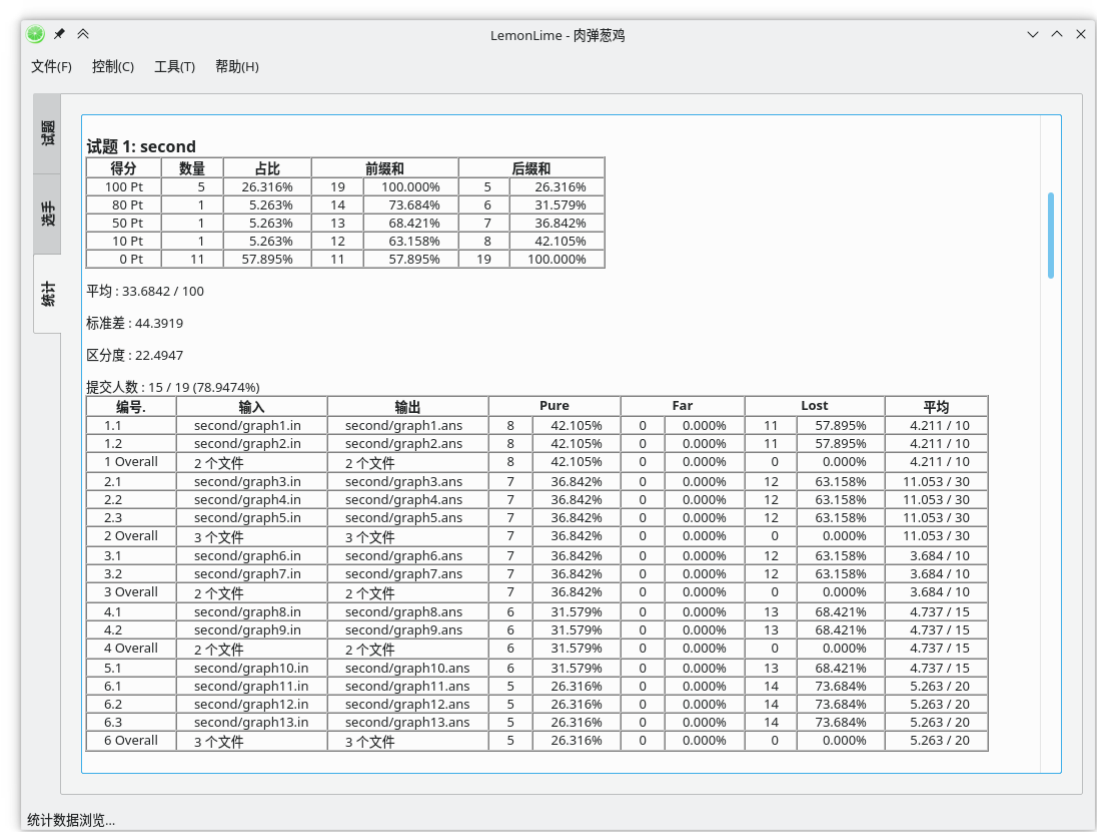 LemonLime - 肉弹葱鸡
文件(F) 控制(C) 工具(T) 帮助(H)
试题
选手
统计
试题 1: second
得分 数量 占比 前缀和 后缀和
100 Pt 5 26.316% 19 100.000% 5 26.316%
80 Pt 1 5.263% 14 73.684% 6 31.579%
50 Pt 1 5.263% 13 68.421% 7 36.842%
10 Pt 1 5.263% 12 63.158% 8 42.105%
0 Pt 11 57.895% 11 57.895% 19 100.000%
平均 : 33.6842 / 100
标准差 : 44.3919
区分度 : 22.4947
提交人数 : 15 / 19 (78.9474%)
编号. 输入 输出 Pure Far Lost 平均
1.1 second/graph1.in second/graph1.ans 8 42.105% 0 0.000% 11 57.895% 4.211 / 10
1.2 second/graph2.in second/graph2.ans 8 42.105% 0 0.000% 11 57.895% 4.211 / 10
1 Overall 2 个文件 2 个文件 8 42.105% 0 0.000% 0 0.000% 4.211 / 10
2.1 second/graph3.in second/graph3.ans 7 36.842% 0 0.000% 12 63.158% 11.053 / 30
2.2 second/graph4.in second/graph4.ans 7 36.842% 0 0.000% 12 63.158% 11.053 / 30
2.3 second/graph5.in second/graph5.ans 7 36.842% 0 0.000% 12 63.158% 11.053 / 30
2 Overall 3 个文件 3 个文件 7 36.842% 0 0.000% 0 0.000% 11.053 / 30
3.1 second/graph6.in second/graph6.ans 7 36.842% 0 0.000% 12 63.158% 3.684 / 10
3.2 second/graph7.in second/graph7.ans 7 36.842% 0 0.000% 12 63.158% 3.684 / 10
3 Overall 2 个文件 2 个文件 7 36.842% 0 0.000% 0 0.000% 3.684 / 10
4.1 second/graph8.in second/graph8.ans 6 31.579% 0 0.000% 13 68.421% 4.737 / 15
4.2 second/graph9.in second/graph9.ans 6 31.579% 0 0.000% 13 68.421% 4.737 / 15
4 Overall 2 个文件 2 个文件 6 31.579% 0 0.000% 0 0.000% 4.737 / 15
5.1 second/graph10.in second/graph10.ans 6 31.579% 0 0.000% 13 68.421% 4.737 / 15
6.1 second/graph11.in second/graph11.ans 5 26.316% 0 0.000% 14 73.684% 5.263 / 20
6.2 second/graph12.in second/graph12.ans 5 26.316% 0 0.000% 14 73.684% 5.263 / 20
6.3 second/graph13.in second/graph13.ans 5 26.316% 0 0.000% 14 73.684% 5.263 / 20
6 Overall 3 个文件 3 个文件 5 26.316% 0 0.000% 0 0.000% 5.263 / 20
统计数据浏览...